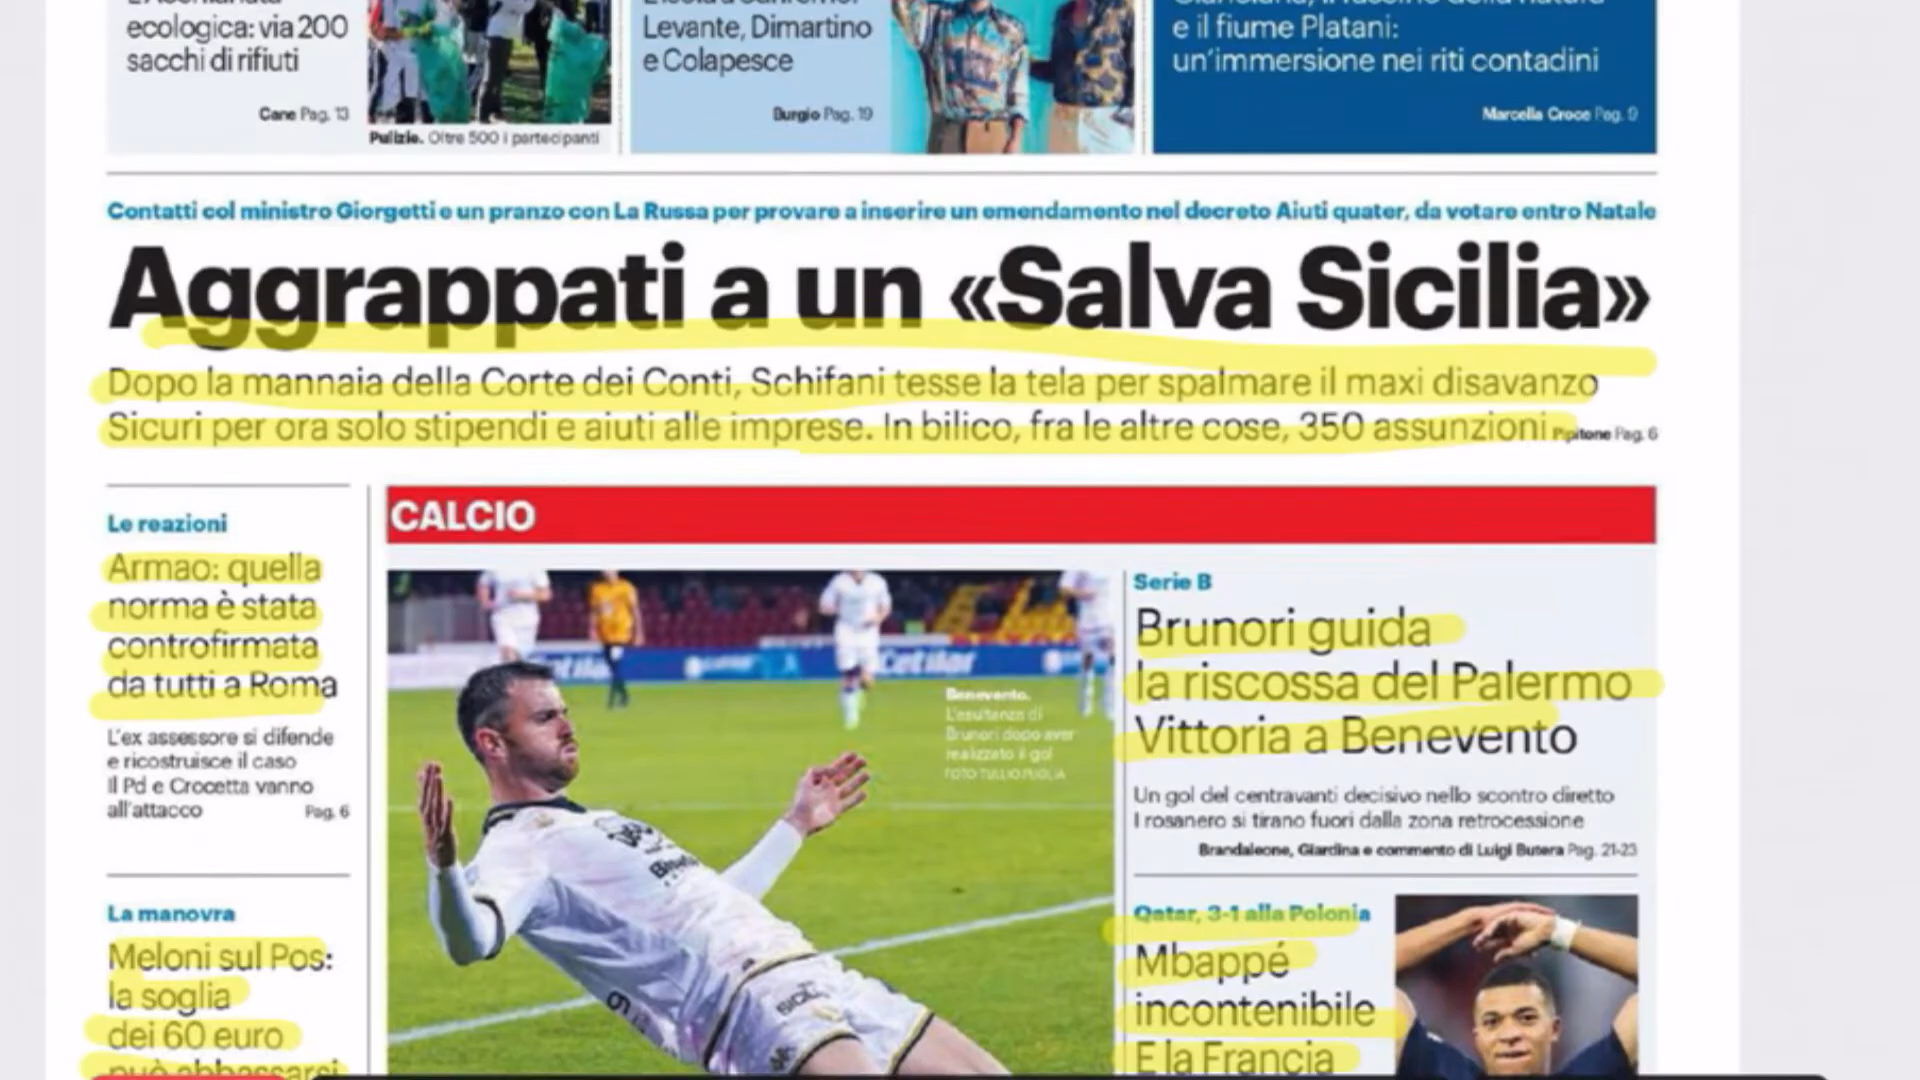 ecologica: via 200
sacchi di rifiuti
Cane Pag. 13
Pulizie. Oltre 500 i partecipanti
Levante, Dimartino
e Colapesce
Burgio Pag. 19
e il fiume Platani:
un'immersione nei riti contadini
Marcella Croce Pag. 9
Contatti col ministro Giorgetti e un pranzo con La Russa per provare a inserire un emendamento nel decreto Aiuti quater, da votare entro Natale
Aggrappati a un «Salva Sicilia»
Dopo la mannaia della Corte dei Conti, Schifani tesse la tela per spalmare il maxi disavanzo
Sicuri per ora solo stipendi e aiuti alle imprese. In bilico, fra le altre cose, 350 assunzioni Pipitone Pag. 6
Le reazioni
Armao: quella
norma è stata
controfirmata
da tutti a Roma
L'ex assessore si difende
e ricostruisce il caso
Il Pd e Crocetta vanno
all'attacco Pag. 6
La manovra
Meloni sul Pos:
la soglia
dei 60 euro
può abbassarsi
CALCIO
Cetilar
Benevento.
L'esultanza di
Brunori dopo aver
realizzato il gol
FOTO TULLIO PUGLIA
Serie B
Brunori guida
la riscossa del Palermo
Vittoria a Benevento
Un gol del centravanti decisivo nello scontro diretto
I rosanero si tirano fuori dalla zona retrocessione
Brandaleone, Giardina e commento di Luigi Butera Pag. 21-23
Qatar, 3-1 alla Polonia
Mbappé
incontenibile
E la Francia